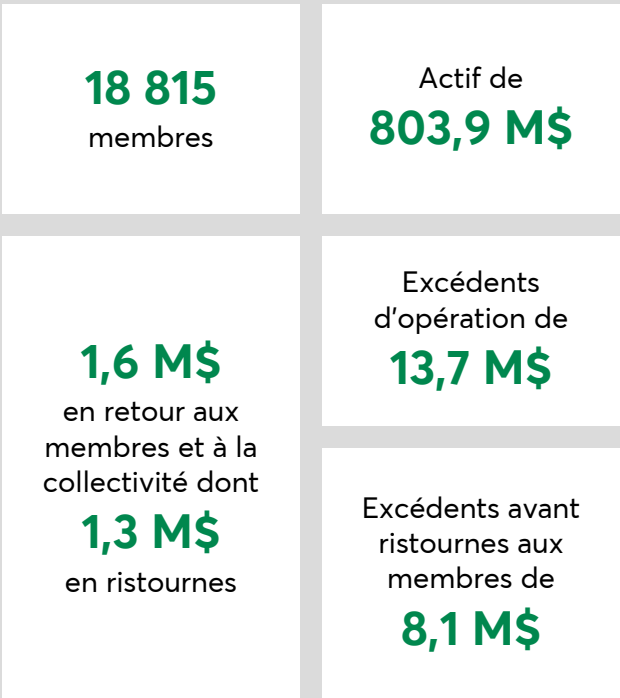 18 815
membres
Actif de
803,9 M$
1,6 M$
en retour aux
membres et à la
collectivité dont
1,3 M$
en ristournes
Excédents
d'opération de
13,7 M$
Excédents avant
ristournes aux
membres de
8,1 M$